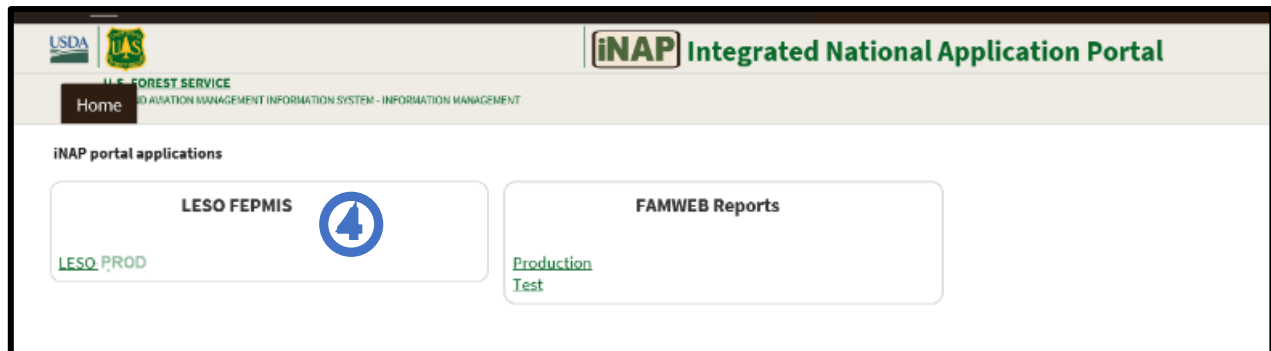 USDA
UAS
iNAP Integrated National Application Portal
U.S. FOREST SERVICE
Home
AVIATION MANAGEMENT INFORMATION SYSTEM - INFORMATION MANAGEMENT
iNAP portal applications
LESO FEPMIS
4
LESO PROD
FAMWEB Reports
Production
Test